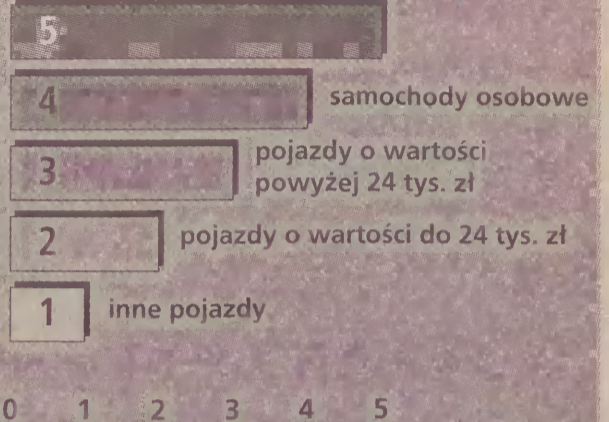 5
4 samochody osobowe
3 pojazdy o wartości
powyżej 24 tys. zł
2 pojazdy o wartości do 24 tys. zł
1 inne pojazdy
0 1 2 3 4 5